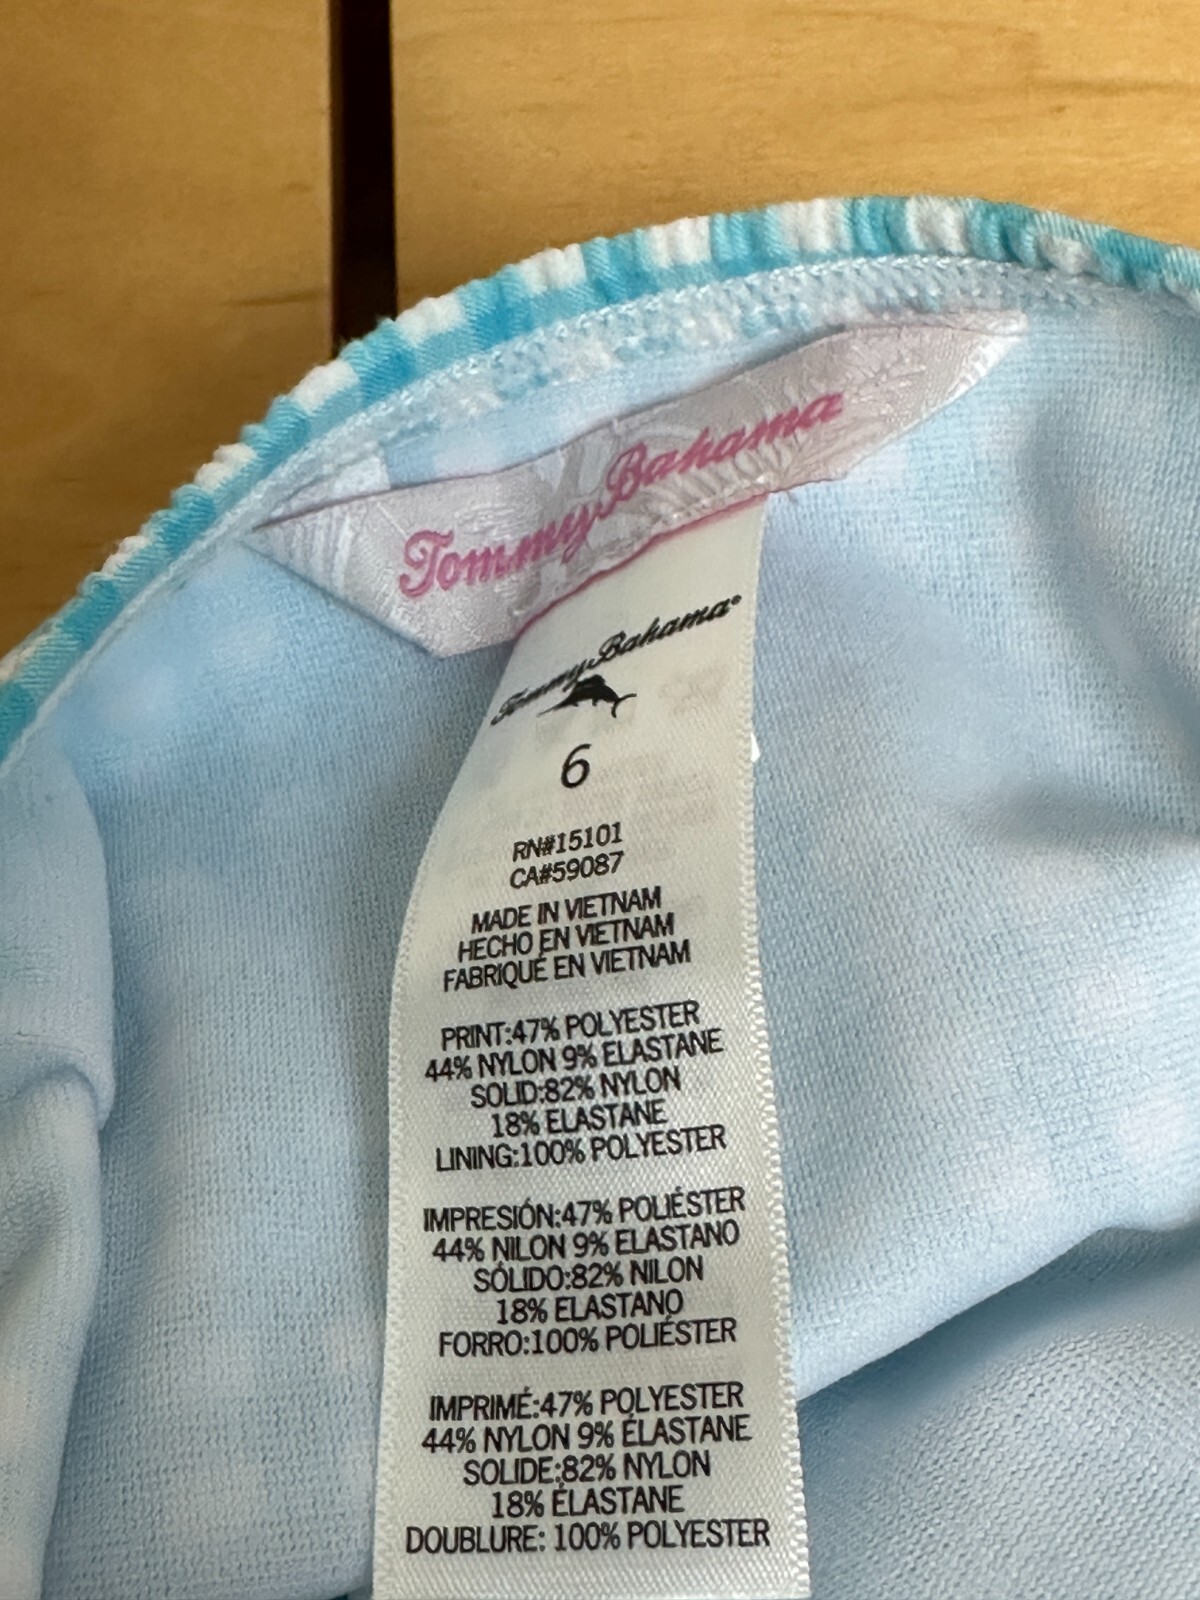 Tommy Bahama
Tommy Bahama®
6
RN#15101
CA#59087
MADE IN VIETNAM
HECHO EN VIETNAM
FABRIQUÉ EN VIETNAM
PRINT:47% POLYESTER
44% NYLON 9% ELASTANE
SOLID:82% NYLON
18% ELASTANE
LINING:100% POLYESTER
IMPRESIÓN:47% POLIÉSTER
44% NILON 9% ELASTANO
SÓLIDO:82% NILON
18% ELASTANO
FORRO:100% POLIÉSTER
IMPRIMÉ:47% POLYESTER
44% NYLON 9% ÉLASTANE
SOLIDE:82% NYLON
18% ÉLASTANE
DOUBLURE: 100% POLYESTER